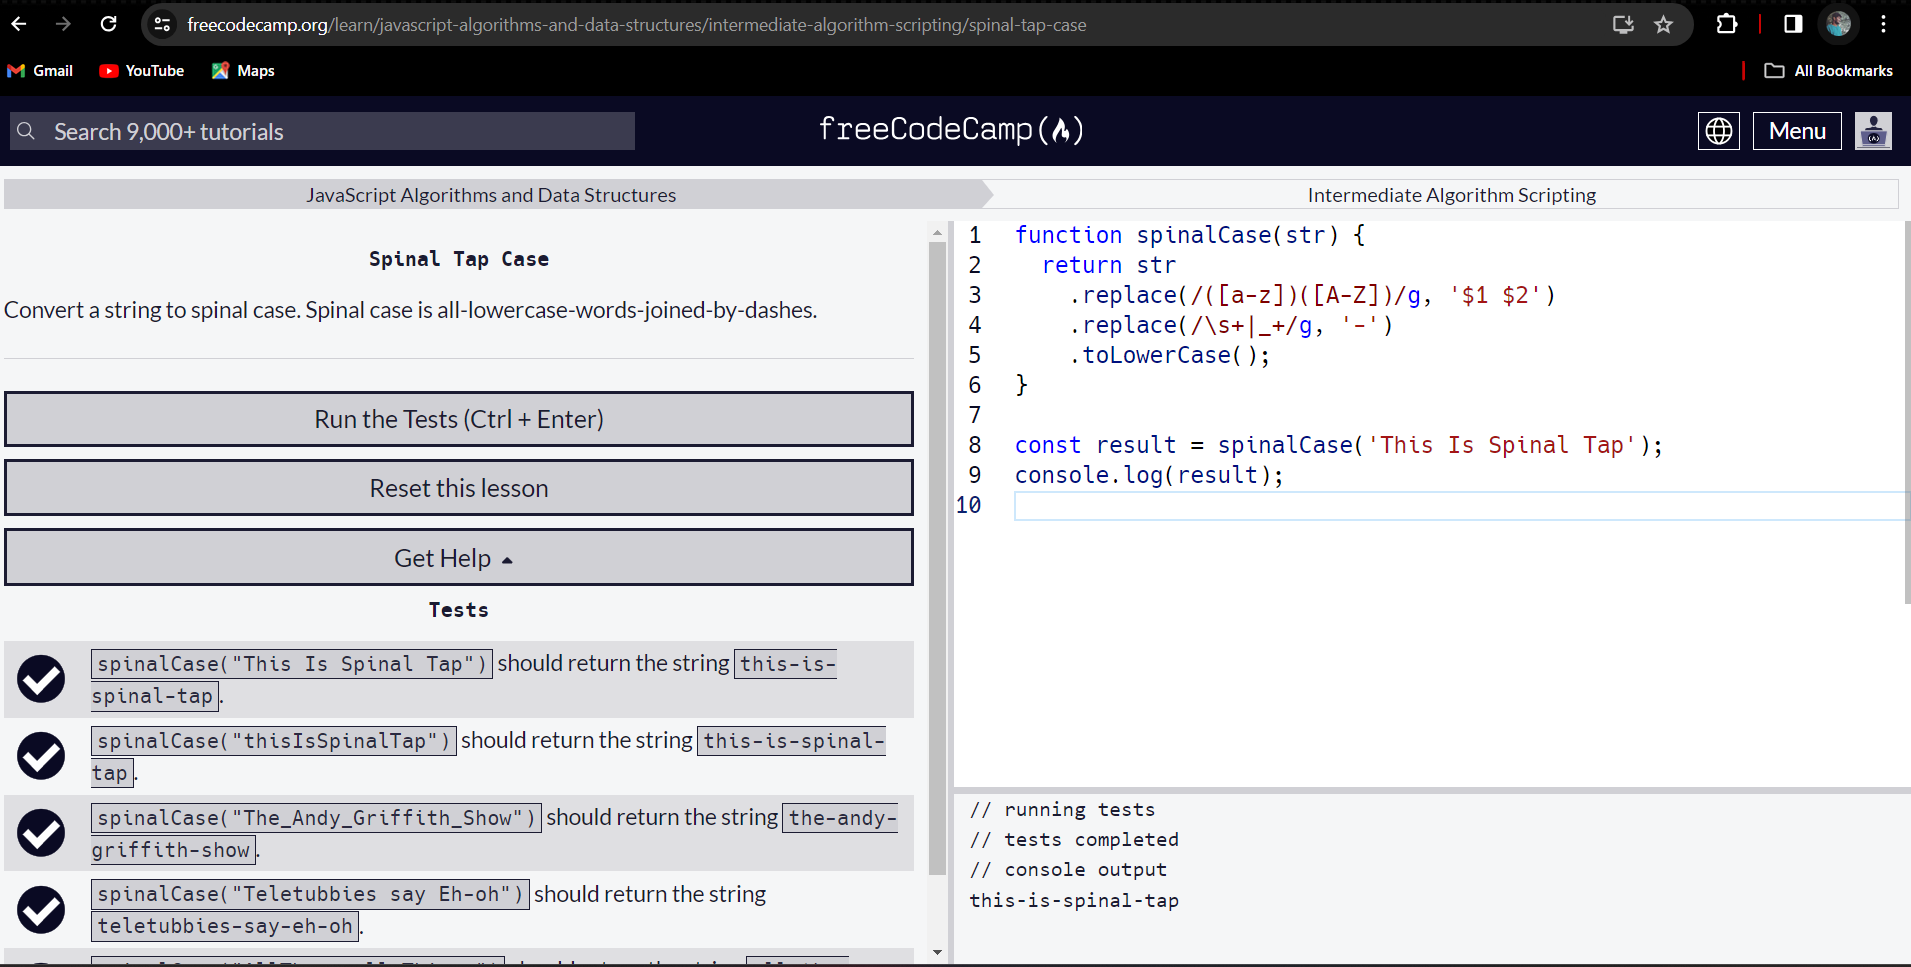 freecodecamp.org/learn/javascript-algorithms-and-data-structures/intermediate-algorithm-scripting/spinal-tap-case
Gmail YouTube Maps All Bookmarks
Search 9,000+ tutorials freeCodeCamp(🔥) Menu
JavaScript Algorithms and Data Structures Intermediate Algorithm Scripting
Spinal Tap Case
Convert a string to spinal case. Spinal case is all-lowercase-words-joined-by-dashes.
Run the Tests (Ctrl + Enter)
Reset this lesson
Get Help
Tests
spinalCase("This Is Spinal Tap") should return the string this-is-
spinal-tap.
spinalCase("thisIsSpinalTap") should return the string this-is-spinal-
tap.
spinalCase("The_Andy_Griffith_Show") should return the string the-andy-
griffith-show.
spinalCase("Teletubbies say Eh-oh") should return the string
teletubbies-say-eh-oh.
1 function spinalCase(str) {
2 return str
3 .replace(/([a-z])([A-Z])/g, '$1 $2')
4 .replace(/\s+|_+/g, '-')
5 .toLowerCase();
6 }
7
8 const result = spinalCase('This Is Spinal Tap');
9 console.log(result);
10
// running tests
// tests completed
// console output
this-is-spinal-tap